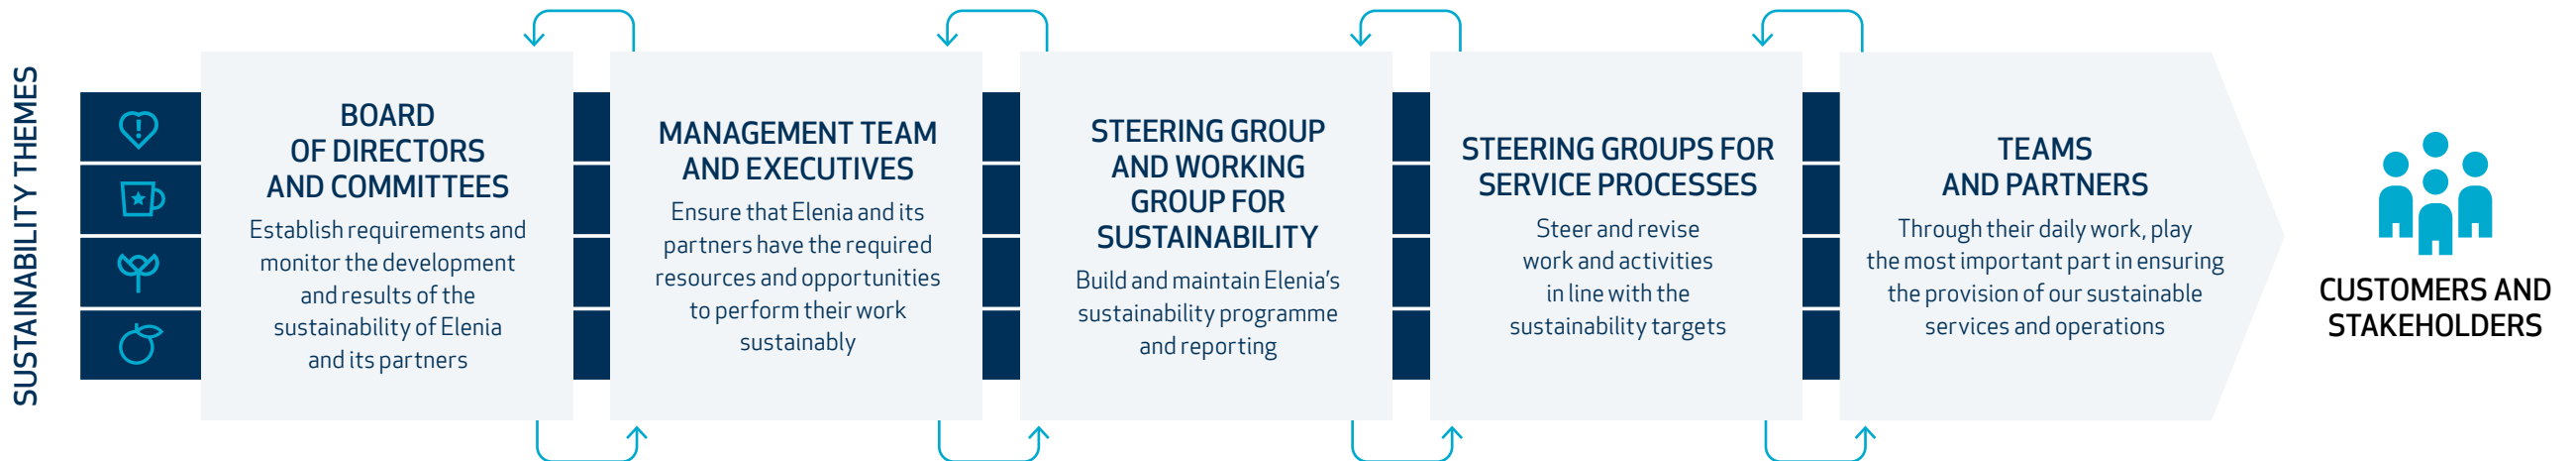 SUSTAINABILITY THEMES
BOARD
OF DIRECTORS
AND COMMITTEES
Establish requirements and
monitor the development
and results of the
sustainability of Elenia
and its partners
MANAGEMENT TEAM
AND EXECUTIVES
Ensure that Elenia and its
partners have the required
resources and opportunities
to perform their work
sustainably
STEERING GROUP
AND WORKING
GROUP FOR
SUSTAINABILITY
Build and maintain Elenia’s
sustainability programme
and reporting
STEERING GROUPS FOR
SERVICE PROCESSES
Steer and revise
work and activities
in line with the
sustainability targets
TEAMS
AND PARTNERS
Through their daily work, play
the most important part in ensuring
the provision of our sustainable
services and operations
CUSTOMERS AND
STAKEHOLDERS